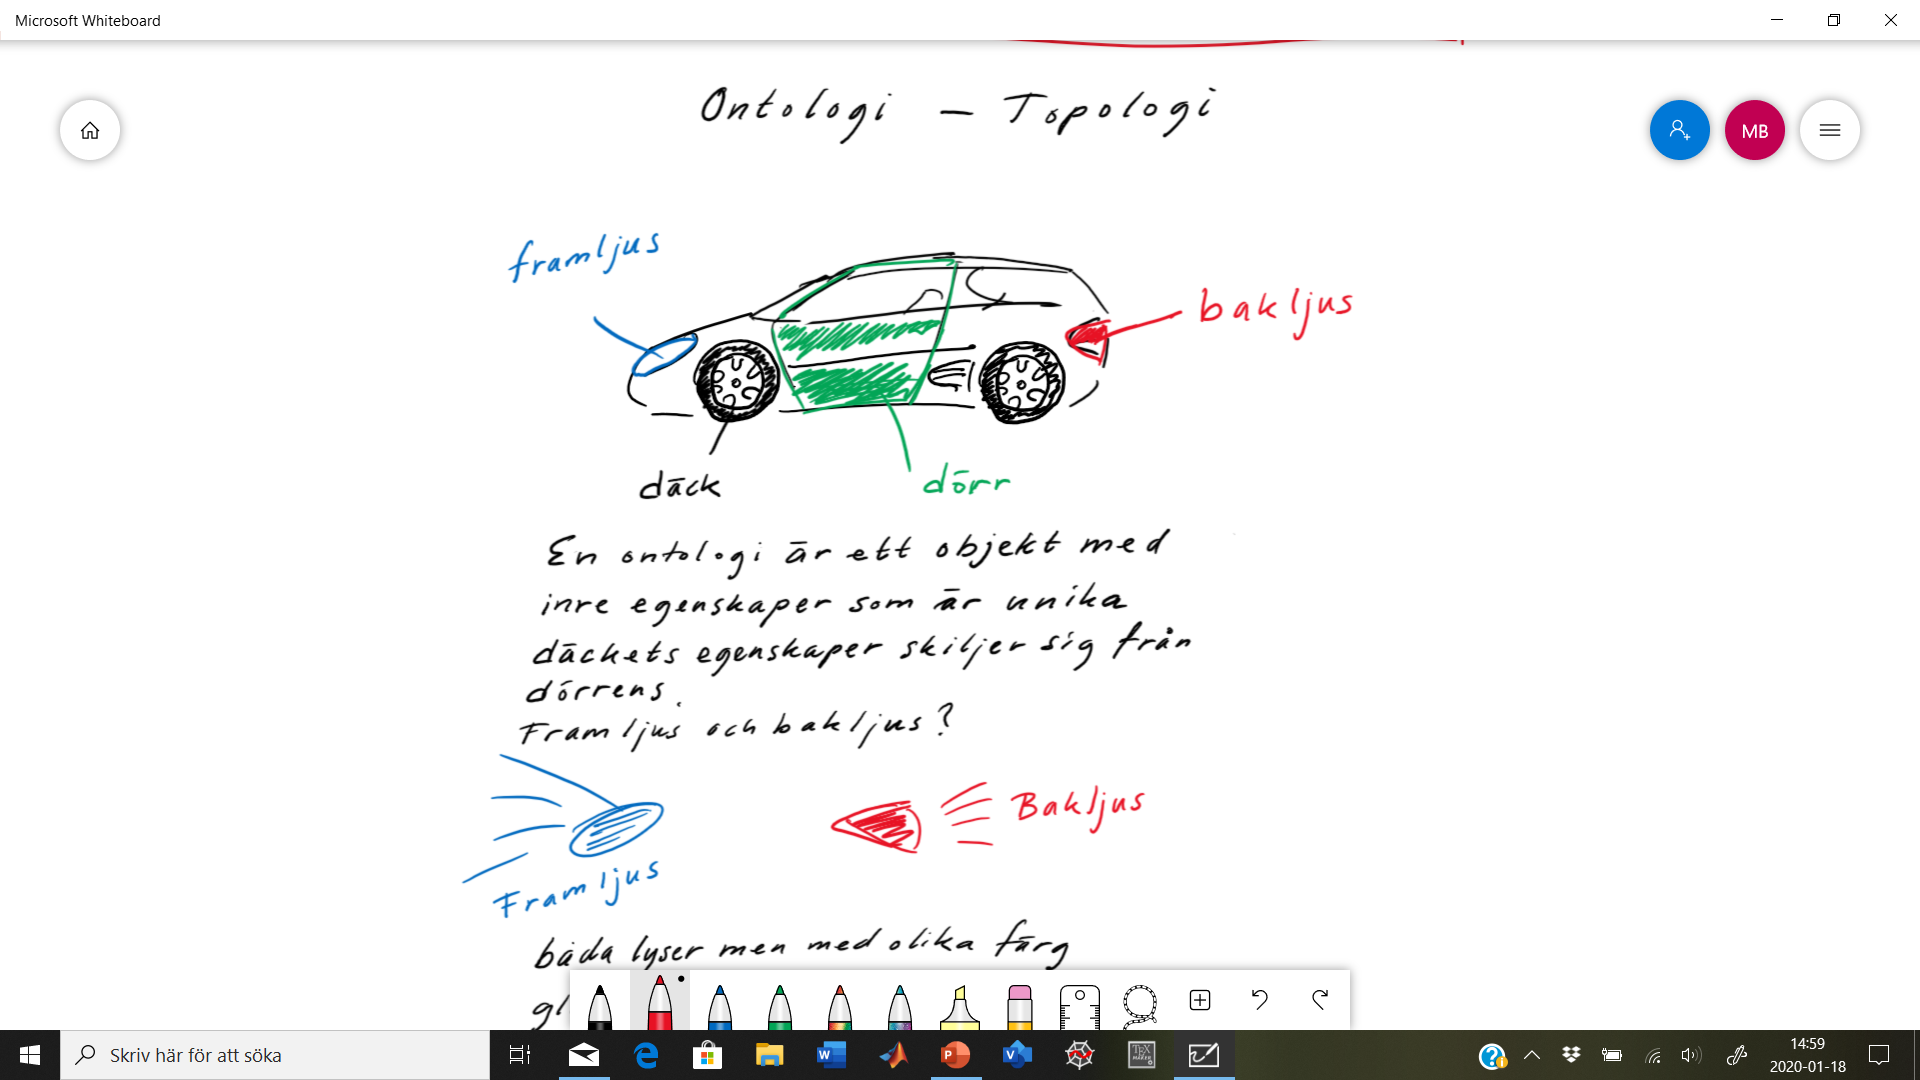 Microsoft Whiteboard
Ontologi – Topologi
MB
framljus
bakljus
däck
dörr
En ontologi är ett objekt med
inre egenskaper som är unika
däckets egenskaper skiljer sig från
dörrens.
Framljus och bakljus?
Bakljus
Framljus
båda lyser men med olika färg
gl
Skriv här för att söka
14:59
2020-01-18